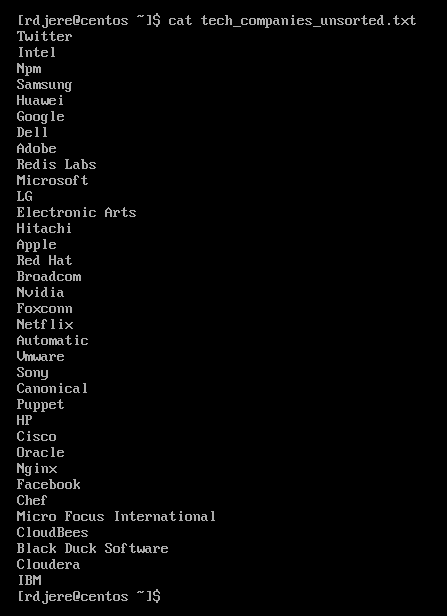 [rdjere@centos ~]$ cat tech_companies_unsorted.txt
Twitter
Intel
Npm
Samsung
Huawei
Google
Dell
Adobe
Redis Labs
Microsoft
LG
Electronic Arts
Hitachi
Apple
Red Hat
Broadcom
Nvidia
Foxconn
Netflix
Automatic
Vmware
Sony
Canonical
Puppet
HP
Cisco
Oracle
Nginx
Facebook
Chef
Micro Focus International
CloudBees
Black Duck Software
Cloudera
IBM
[rdjere@centos ~]$